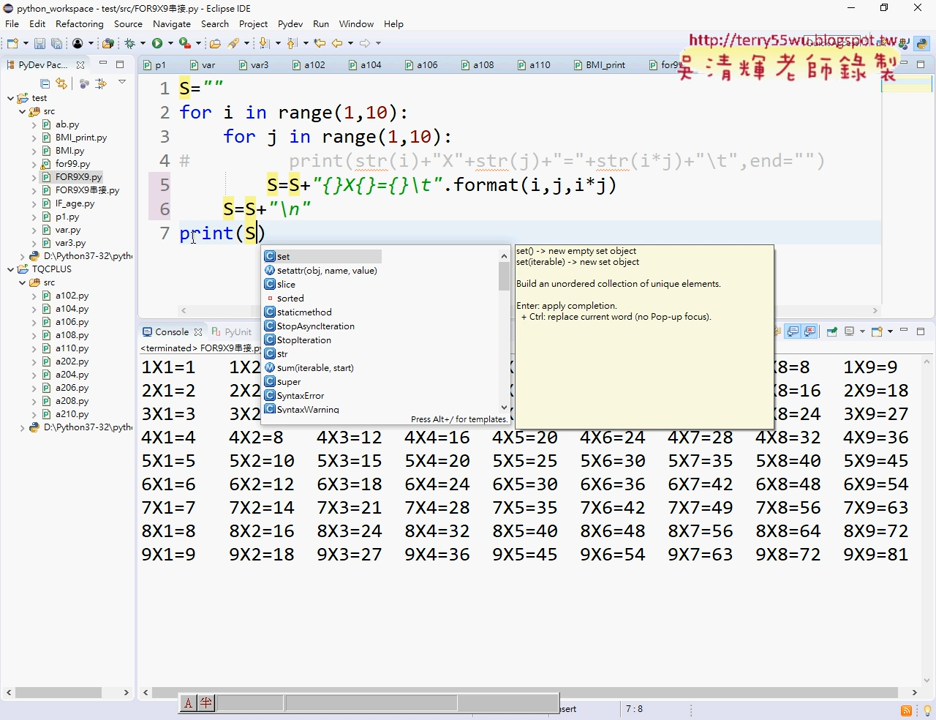 python_workspace - test/src/FOR9X9串接.py - Eclipse IDE
File Edit Refactoring Source Navigate Search Project Pydev Run Window Help
http://terry55wu.blogspot.tw
吳清輝老師錄製
PyDev Pac...
p1 var var3 a102 a104 a106 a108 a110 BMI_print for9
test
src
ab.py
BMI_print.py
BMI.py
for99.py
FOR9X9.py
FOR9X9串接.py
IF_age.py
p1.py
var.py
var3.py
D:\Python37-32\pyth
TQCPLUS
src
a102.py
a104.py
a106.py
a108.py
a110.py
a202.py
a204.py
a206.py
a208.py
a210.py
D:\Python37-32\pyth
1 S=""
2 for i in range(1,10):
3 for j in range(1,10):
4 # print(str(i)+"X"+str(j)+"="+str(i*j)+"\t",end="")
5 S=S+"{}X{}={}\t".format(i,j,i*j)
6 S=S+"\n"
7 print(S)
set
setattr(obj, name, value)
slice
sorted
staticmethod
StopAsyncIteration
StopIteration
str
sum(iterable, start)
super
SyntaxError
SyntaxWarning
Press Alt+/ for templates.
set() -> new empty set object
set(iterable) -> new set object
Build an unordered collection of unique elements.
Enter: apply completion.
+ Ctrl: replace current word (no Pop-up focus).
Console PyUnit
<terminated> FOR9X9串接.p
1X1=1 1X2 X8=8 1X9=9
2X1=2 2X2 X8=16 2X9=18
3X1=3 3X2 X8=24 3X9=27
4X1=4 4X2=8 4X3=12 4X4=16 4X5=20 4X6=24 4X7=28 4X8=32 4X9=36
5X1=5 5X2=10 5X3=15 5X4=20 5X5=25 5X6=30 5X7=35 5X8=40 5X9=45
6X1=6 6X2=12 6X3=18 6X4=24 6X5=30 6X6=36 6X7=42 6X8=48 6X9=54
7X1=7 7X2=14 7X3=21 7X4=28 7X5=35 7X6=42 7X7=49 7X8=56 7X9=63
8X1=8 8X2=16 8X3=24 8X4=32 8X5=40 8X6=48 8X7=56 8X8=64 8X9=72
9X1=9 9X2=18 9X3=27 9X4=36 9X5=45 9X6=54 9X7=63 9X8=72 9X9=81
A 半
sert 7 : 8